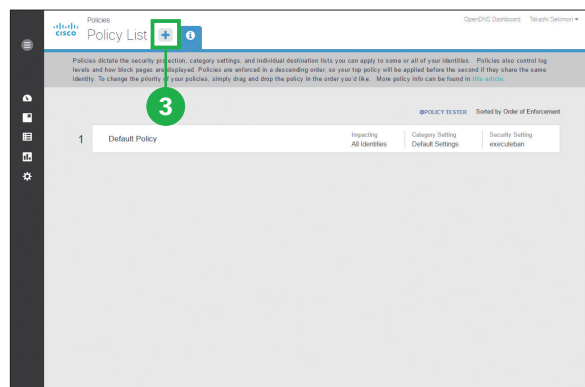 Policies
OpenDNS Dashboard Takashi Sekimon
CISCO
Policy List + i
Policies dictate the security protection, category settings, and individual destination lists you can apply to some or all of your identities. Policies also control log
levels and how block pages are displayed. Policies are enforced in a descending order, so your top policy will be applied before the second if they share the same
identity. To change the priority of your policies, simply drag and drop the policy in the order you'd like. More policy info can be found in this article.
3
POLICY TESTER Sorted by Order of Enforcement
1 Default Policy
Impacting Category Setting Security Setting
All Identities Default Settings executeban